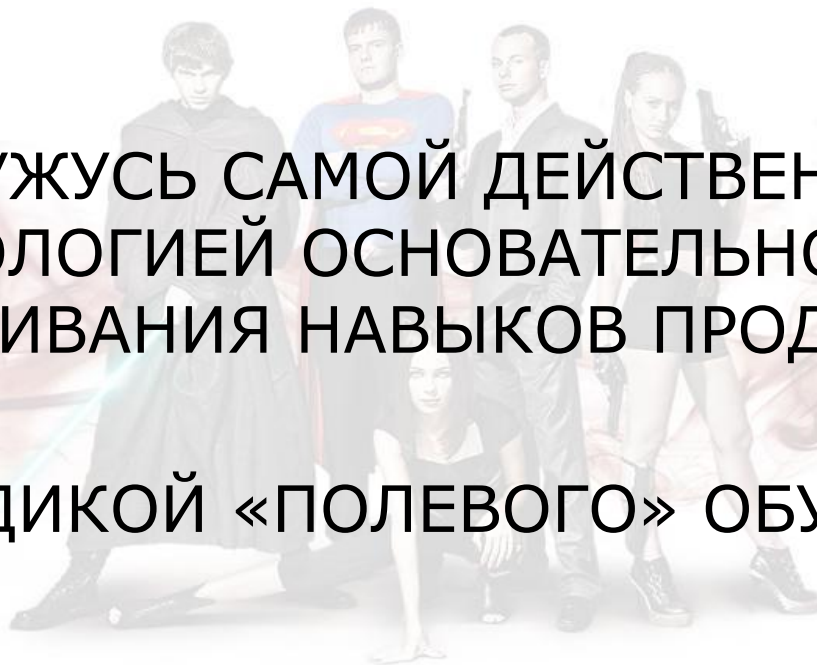 УЖУСЬ САМОЙ ДЕЙСТВЕН
ОЛОГИЕЙ ОСНОВАТЕЛЬНО
ИВАНИЯ НАВЫКОВ ПРОД
ДИКОЙ «ПОЛЕВОГО» ОБУ